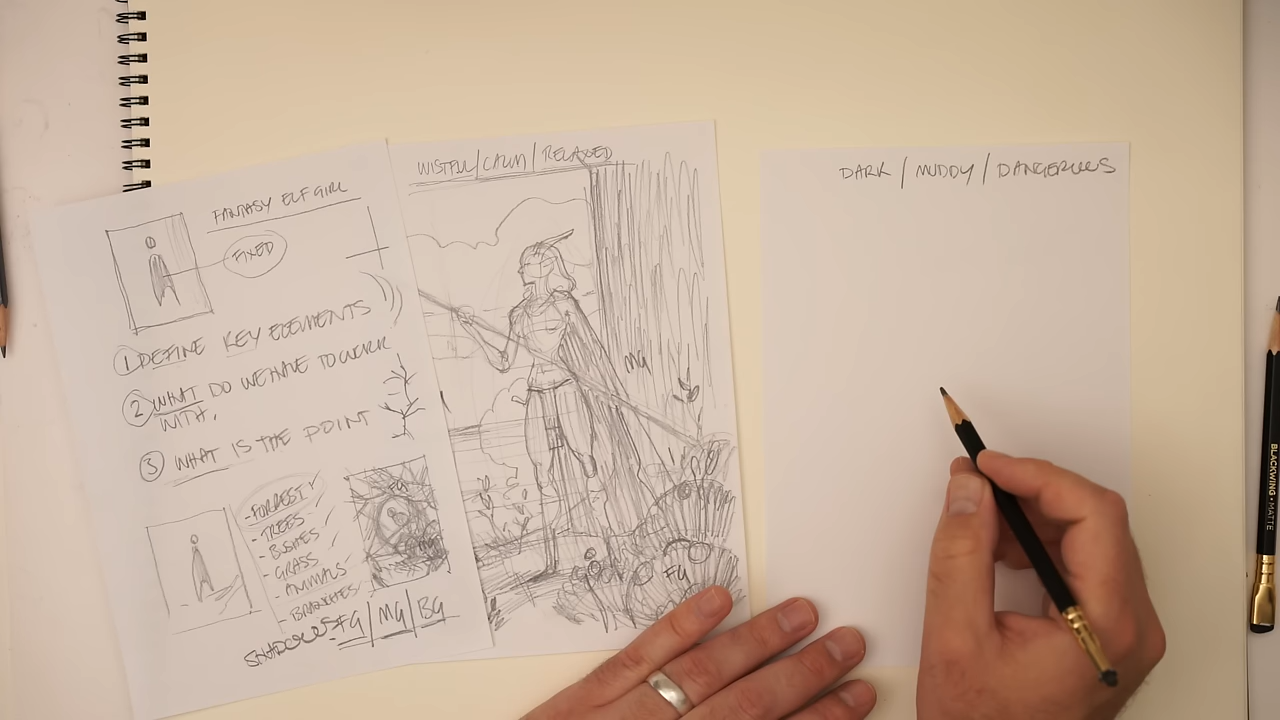 FANTASY ELF GIRL
FIXED
① DEFINE KEY ELEMENTS
② WHAT DO WE HAVE TO WORK
WITH.
③ WHAT IS THE POINT
- FORREST
- TREES
- BUSHES
- GRASS
- ANIMALS
- BRANCHES
SHADOWS
FG | MG | BG
FG
WISTFUL/CALM/RELAXED
MG
FG
DARK / MUDDY / DANGEROUS
BLACKWING • MATTE